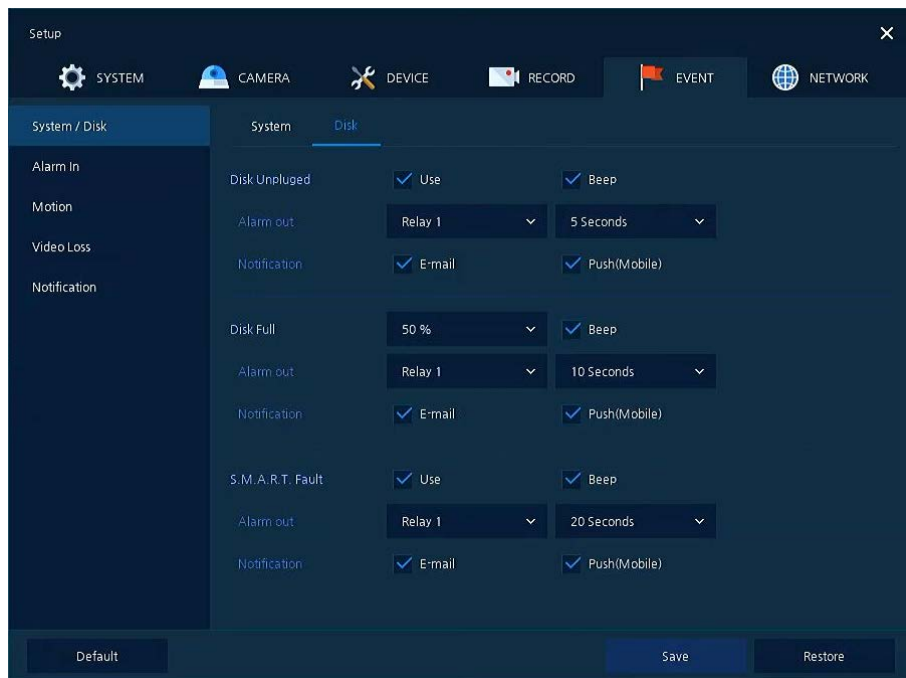 Setup
SYSTEM CAMERA DEVICE RECORD EVENT NETWORK
System / Disk
System Disk
Alarm In
Motion
Video Loss
Notification
Disk Unpluged Use Beep
Alarm out Relay 1 5 Seconds
Notification E-mail Push(Mobile)
Disk Full 50 % Beep
Alarm out Relay 1 10 Seconds
Notification E-mail Push(Mobile)
S.M.A.R.T. Fault Use Beep
Alarm out Relay 1 20 Seconds
Notification E-mail Push(Mobile)
Default Save Restore